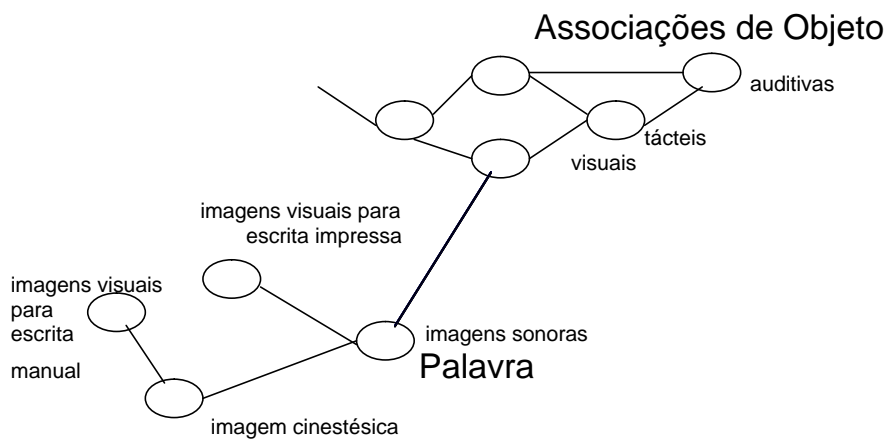 Associações de Objeto
auditivas
tácteis
visuais
imagens visuais para
escrita impressa
imagens visuais
para
escrita
manual
imagens sonoras
Palavra
imagem cinestésica